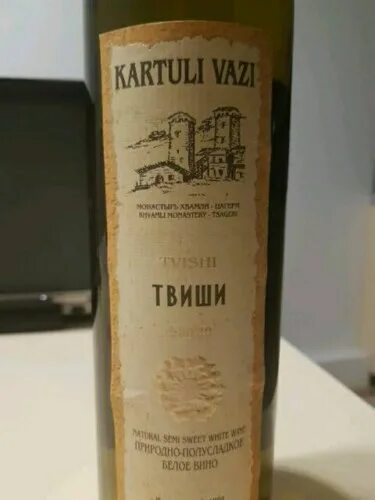 KARTULI VAZI
МОНАСТЫРЬ ХВАМЛИ - ЦАГЕРИ
KHVAMLI MONASTERY - TSAGERI
TVISHI
ТВИШИ
NATURAL SEMI SWEET WHITE WINE
ПРИРОДНО-ПОЛУСЛАДКОЕ
БЕЛОЕ ВИНО